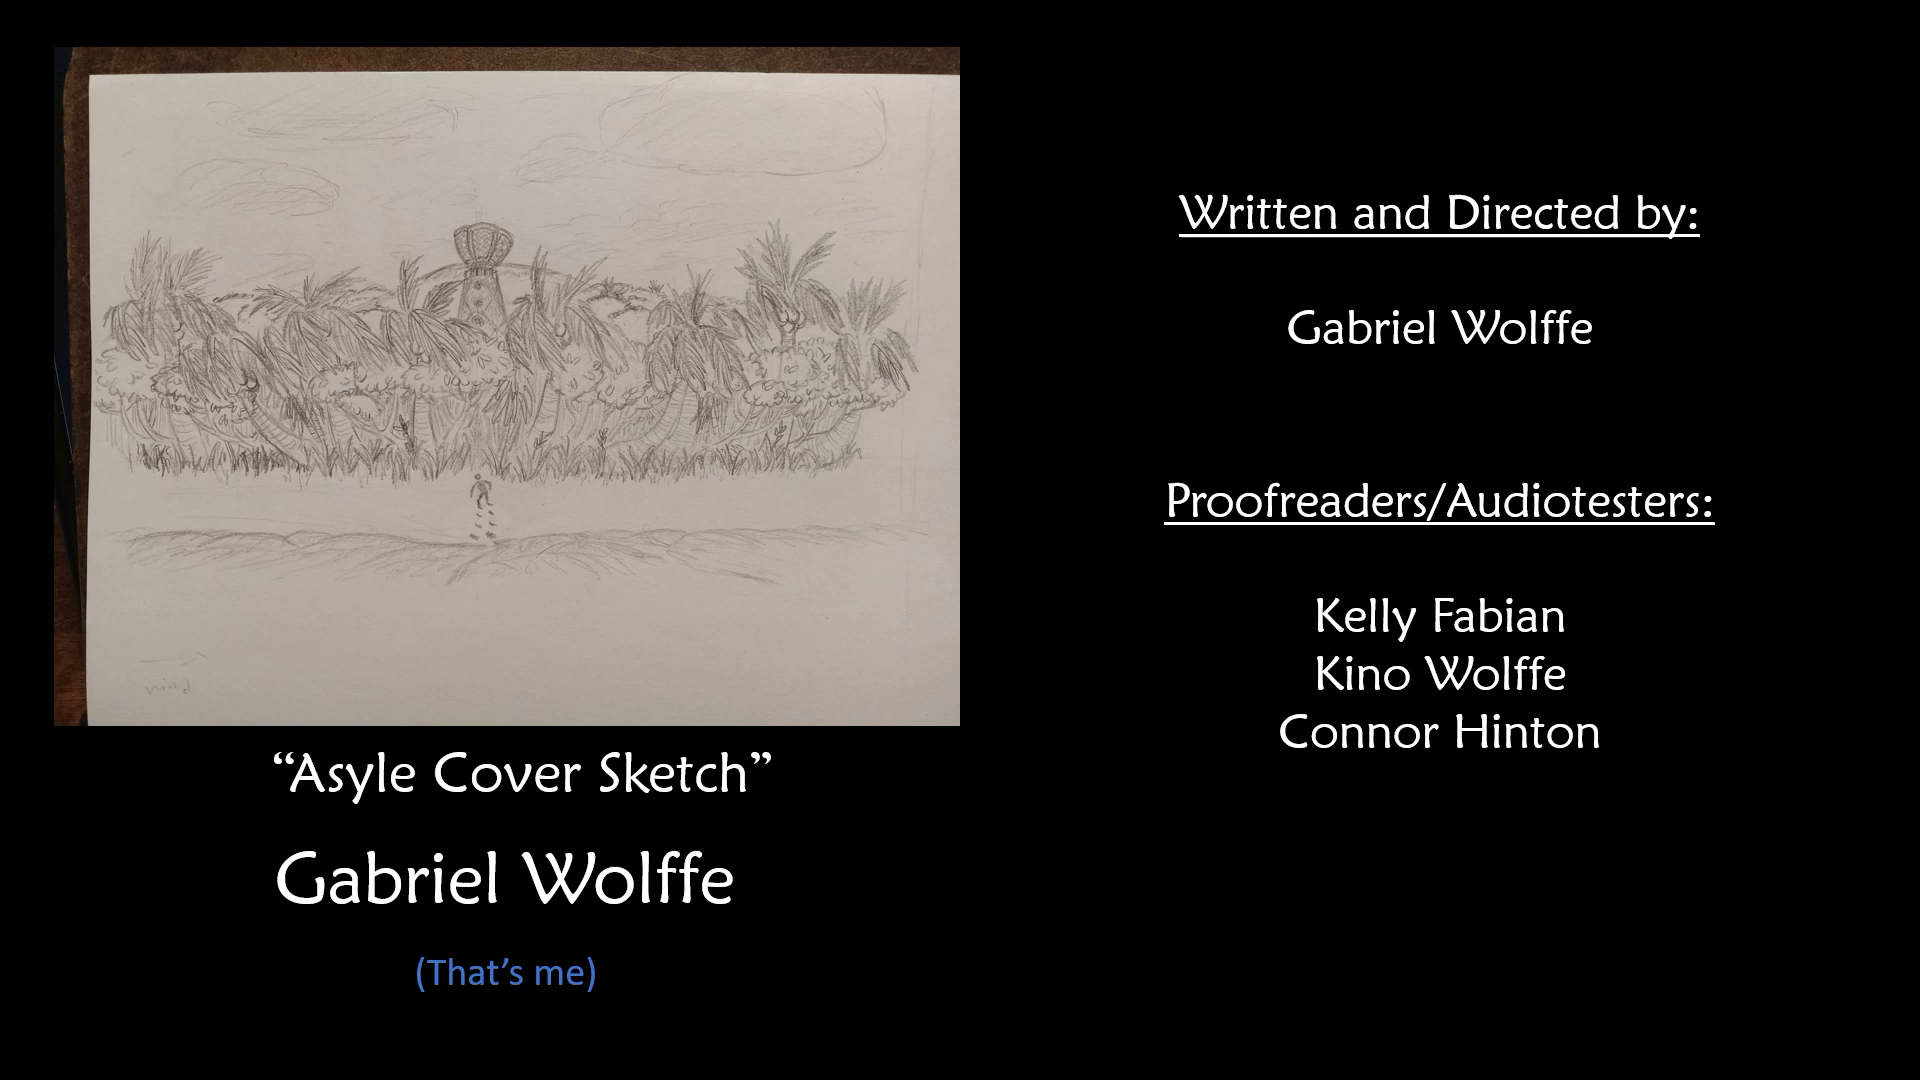 Written and Directed by:
Gabriel Wolffe
Proofreaders/Audiotesters:
Kelly Fabian
Kino Wolffe
Connor Hinton
wind
“Asyle Cover Sketch”
Gabriel Wolffe
(That’s me)